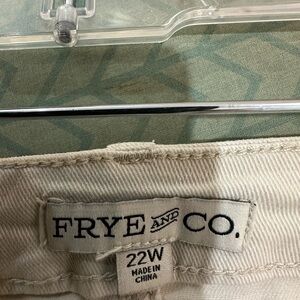 FRYE AND CO.
22W
MADE IN
CHINA